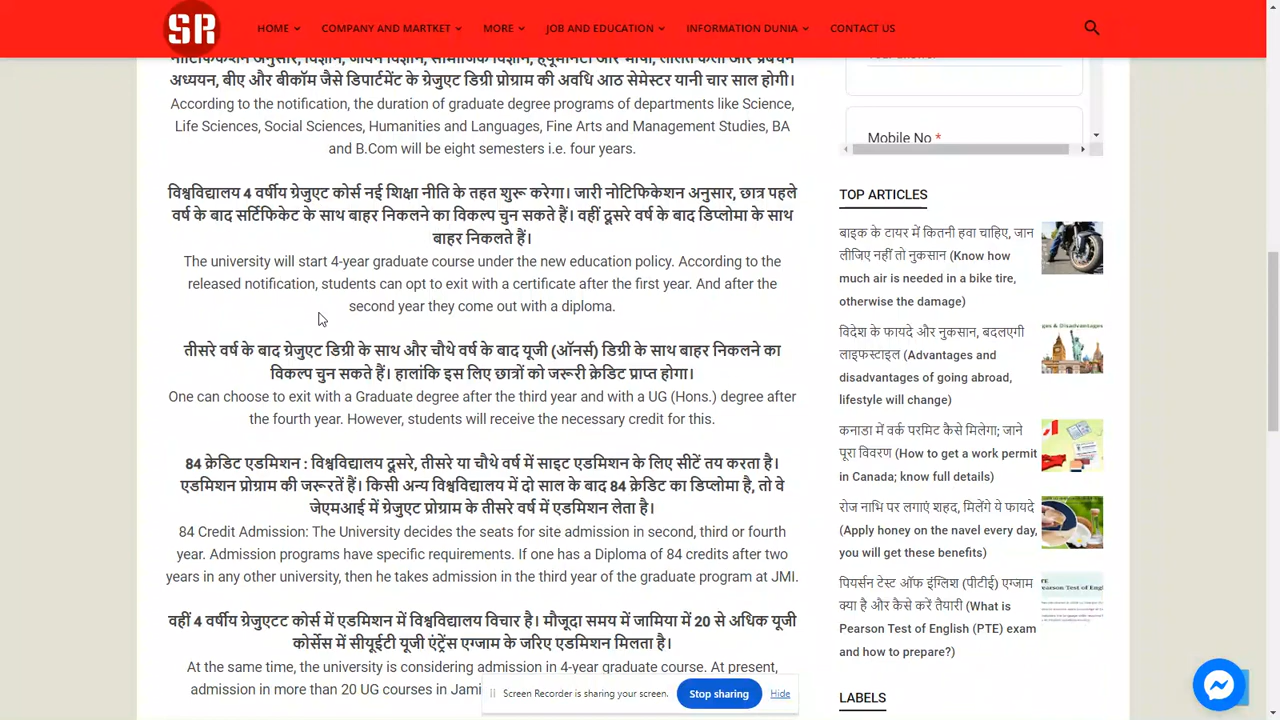 SR
HOME
COMPANY AND MARTKET
MORE
JOB AND EDUCATION
INFORMATION DUNIA
CONTACT US
नोटिफिकेशन अनुसार, विज्ञान, जीवन विज्ञान, सामाजिक विज्ञान, ह्यूमैनिटी और भाषा, ललित कला और प्रबंधन
अध्ययन, बीए और बीकॉम जैसे डिपार्टमेंट के ग्रेजुएट डिग्री प्रोग्राम की अवधि आठ सेमेस्टर यानी चार साल होगी।
According to the notification, the duration of graduate degree programs of departments like Science,
Life Sciences, Social Sciences, Humanities and Languages, Fine Arts and Management Studies, BA
and B.Com will be eight semesters i.e. four years.
विश्वविद्यालय 4 वर्षीय ग्रेजुएट कोर्स नई शिक्षा नीति के तहत शुरू करेगा। जारी नोटिफिकेशन अनुसार, छात्र पहले
वर्ष के बाद सर्टिफिकेट के साथ बाहर निकलने का विकल्प चुन सकते हैं। वहीं दूसरे वर्ष के बाद डिप्लोमा के साथ
बाहर निकलते हैं।
The university will start 4-year graduate course under the new education policy. According to the
released notification, students can opt to exit with a certificate after the first year. And after the
second year they come out with a diploma.
तीसरे वर्ष के बाद ग्रेजुएट डिग्री के साथ और चौथे वर्ष के बाद यूजी (ऑनर्स) डिग्री के साथ बाहर निकलने का
विकल्प चुन सकते हैं। हालांकि इस लिए छात्रों को जरूरी क्रेडिट प्राप्त होगा।
One can choose to exit with a Graduate degree after the third year and with a UG (Hons.) degree after
the fourth year. However, students will receive the necessary credit for this.
84 क्रेडिट एडमिशन : विश्वविद्यालय दूसरे, तीसरे या चौथे वर्ष में साइट एडमिशन के लिए सीटें तय करता है।
एडमिशन प्रोग्राम की जरूरतें हैं। किसी अन्य विश्वविद्यालय में दो साल के बाद 84 क्रेडिट का डिप्लोमा है, तो वे
जेएमआई में ग्रेजुएट प्रोग्राम के तीसरे वर्ष में एडमिशन लेता है।
84 Credit Admission: The University decides the seats for site admission in second, third or fourth
year. Admission programs have specific requirements. If one has a Diploma of 84 credits after two
years in any other university, then he takes admission in the third year of the graduate program at JMI.
वहीं 4 वर्षीय ग्रेजुएट कोर्स में एडमिशन में विश्वविद्यालय विचार है। मौजूदा समय में जामिया में 20 से अधिक यूजी
कोर्सेस में सीयूईटी यूजी एंट्रेंस एग्जाम के जरिए एडमिशन मिलता है।
At the same time, the university is considering admission in 4-year graduate course. At present,
admission in more than 20 UG courses in Jami
Mobile No *
TOP ARTICLES
बाइक के टायर में कितनी हवा चाहिए, जान
लीजिए नहीं तो नुकसान (Know how
much air is needed in a bike tire,
otherwise the damage)
विदेश के फायदे और नुकसान, बदलएगी
लाइफस्टाइल (Advantages and
disadvantages of going abroad,
lifestyle will change)
कनाडा में वर्क परमिट कैसे मिलेगा; जाने
पूरा विवरण (How to get a work permit
in Canada; know full details)
रोज नाभि पर लगाएं शहद, मिलेंगे ये फायदे
(Apply honey on the navel every day,
you will get these benefits)
पियर्सन टेस्ट ऑफ इंग्लिश (पीटीई) एग्जाम
क्या है और कैसे करें तैयारी (What is
Pearson Test of English (PTE) exam
and how to prepare?)
LABELS
Screen Recorder is sharing your screen.
Stop sharing
Hide